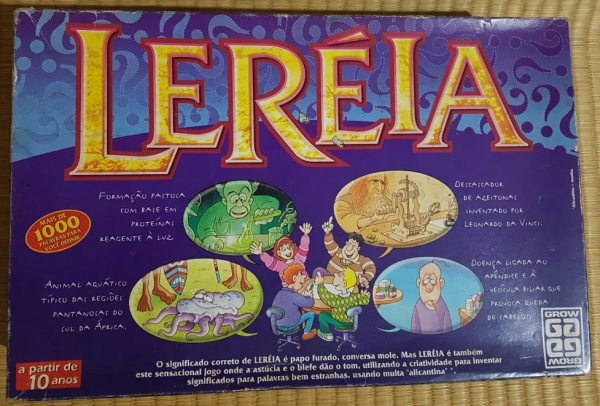 LERÉIA
FORMAÇÃO PASTOSA
COM BASE EM
PROTEÍNAS
REAGENTE À LUZ.
DESCASCADOR
DE AZEITONAS
INVENTADO POR
LEONARDO DA VINCI.
MAIS DE
1000
PALAVRAS PARA
VOCÊ DEFINIR
ANIMAL AQUÁTICO
TÍPICO DAS REGIÕES
PANTANOSAS DO
SUL DA ÁFRICA.
DOENÇA LIGADA AO
APÊNDICE E À
VESÍCULA BILIAR QUE
PROVOCA QUEDA
DE CABELOS.
GROW
GROW
a partir de
10 anos
O significado correto de LERÉIA é papo furado, conversa mole. Mas LERÉIA é também
este sensacional jogo onde a astúcia e o blefe dão o tom, utilizando a criatividade para inventar
significados para palavras bem estranhas, usando muita "alicantina".